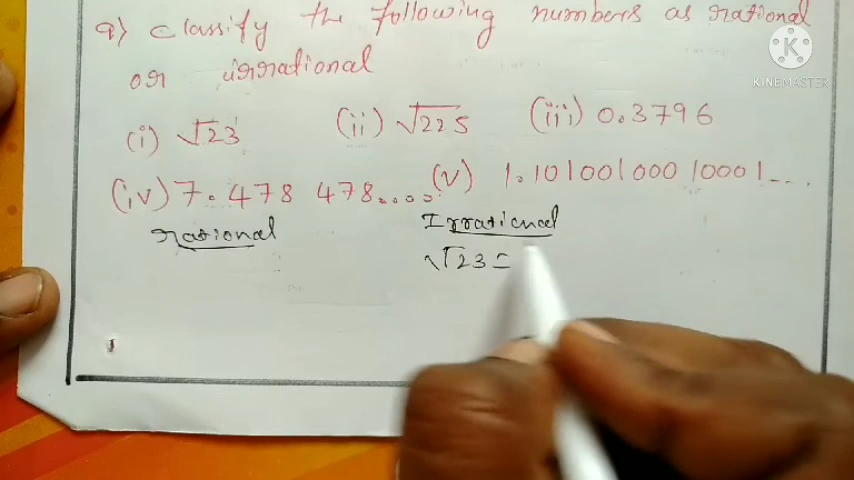 9) Classify the following numbers as rational
or irrational
(i) √23 (ii) √225 (iii) 0.3796
(iv) 7.478 478.... (v) 1.101001000 10001....
rational Irrational
√23 =
K
KINEMASTER